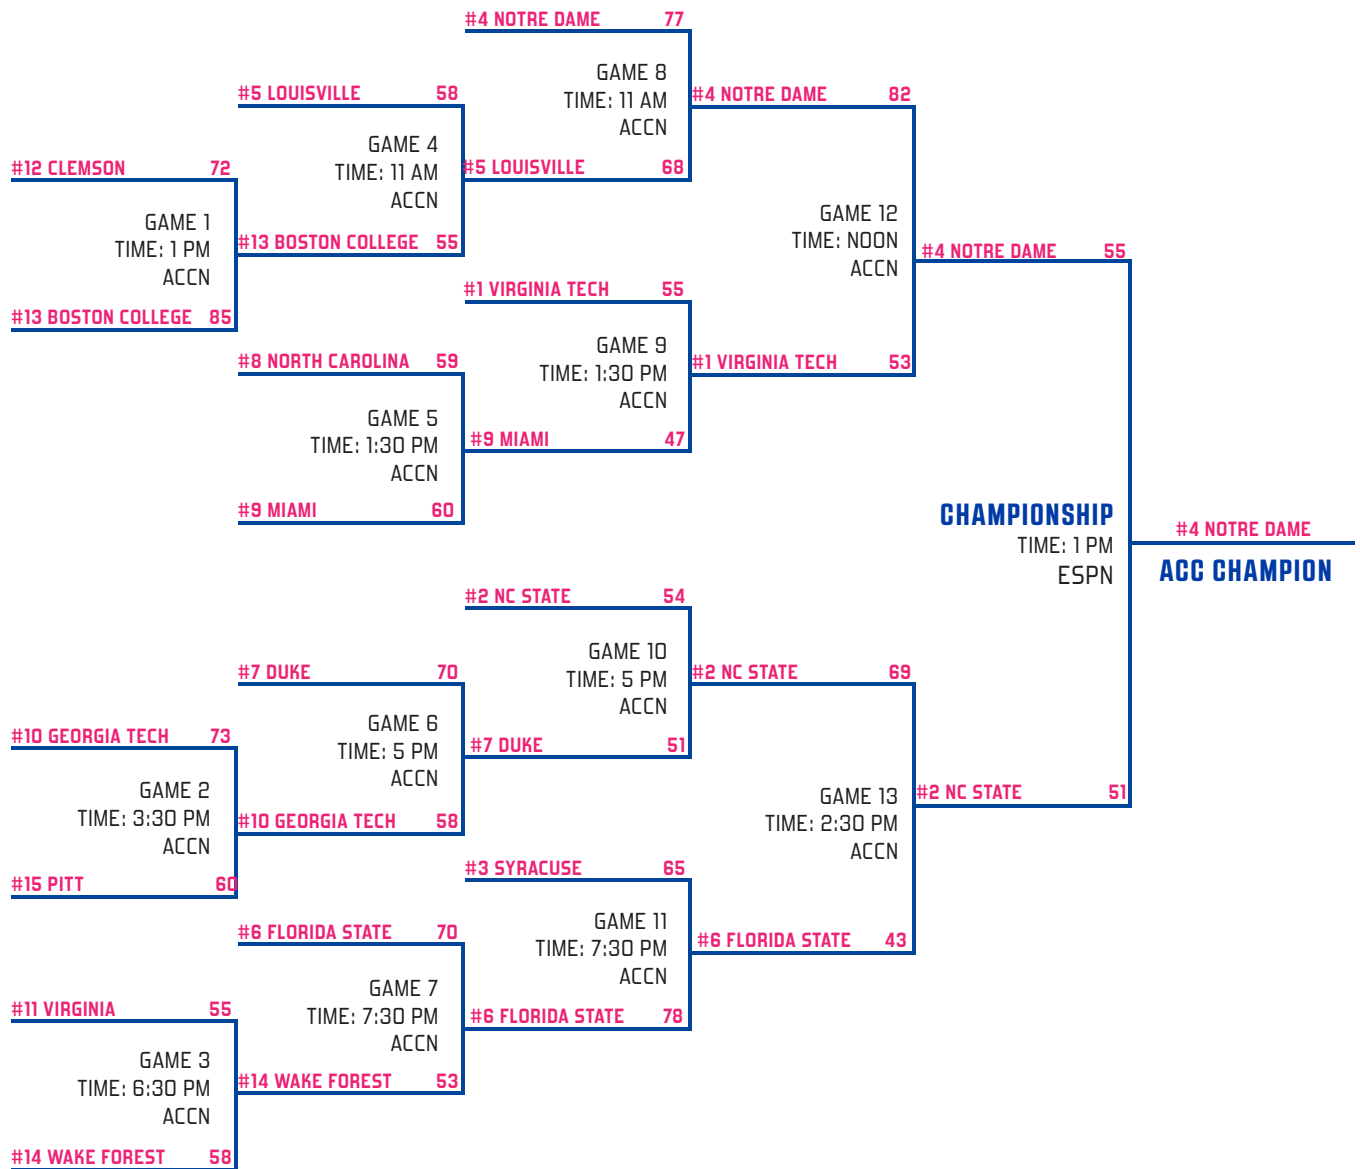 #12 CLEMSON 72
GAME 1
TIME: 1 PM
ACCN
#13 BOSTON COLLEGE 85
#10 GEORGIA TECH 73
GAME 2
TIME: 3:30 PM
ACCN
#15 PITT 60
#11 VIRGINIA 55
GAME 3
TIME: 6:30 PM
ACCN
#14 WAKE FOREST 58
#5 LOUISVILLE 58
GAME 4
TIME: 11 AM
ACCN
#13 BOSTON COLLEGE 55
#8 NORTH CAROLINA 59
GAME 5
TIME: 1:30 PM
ACCN
#9 MIAMI 60
#7 DUKE 70
GAME 6
TIME: 5 PM
ACCN
#10 GEORGIA TECH 58
#6 FLORIDA STATE 70
GAME 7
TIME: 7:30 PM
ACCN
#14 WAKE FOREST 53
#4 NOTRE DAME 77
GAME 8
TIME: 11 AM
ACCN
#5 LOUISVILLE 68
#1 VIRGINIA TECH 55
GAME 9
TIME: 1:30 PM
ACCN
#9 MIAMI 47
#2 NC STATE 54
GAME 10
TIME: 5 PM
ACCN
#7 DUKE 51
#3 SYRACUSE 65
GAME 11
TIME: 7:30 PM
ACCN
#6 FLORIDA STATE 78
#4 NOTRE DAME 82
GAME 12
TIME: NOON
ACCN
#1 VIRGINIA TECH 53
#2 NC STATE 69
GAME 13
TIME: 2:30 PM
ACCN
#6 FLORIDA STATE 43
#4 NOTRE DAME 55
CHAMPIONSHIP
TIME: 1 PM
ESPN
#2 NC STATE 51
#4 NOTRE DAME
ACC CHAMPION